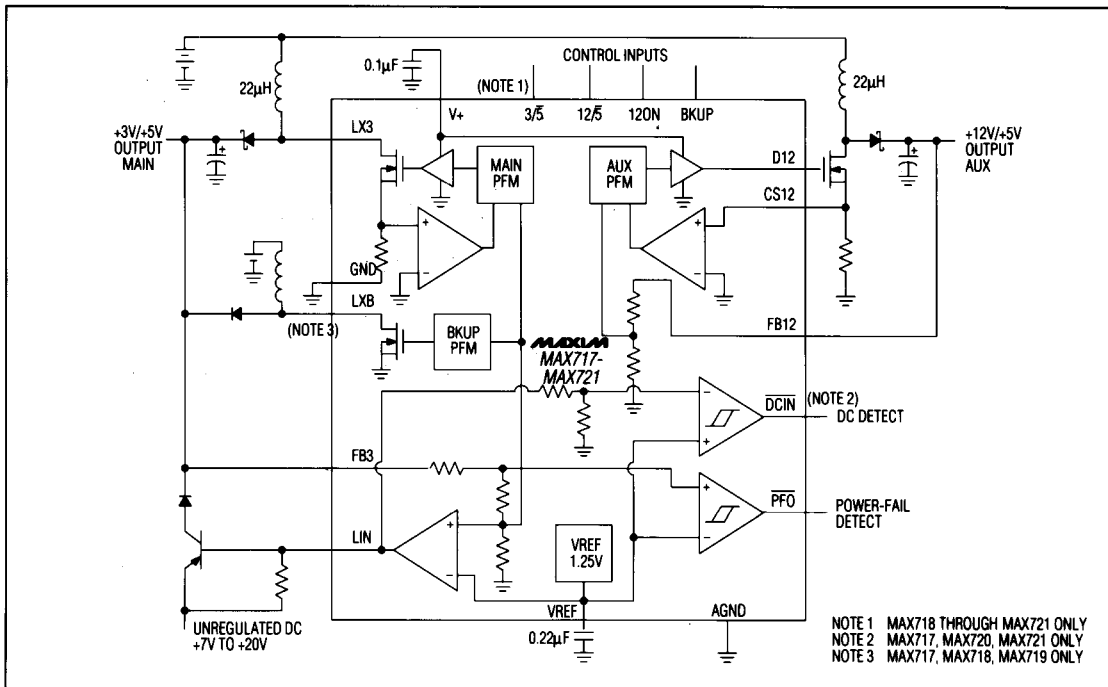 CONTROL INPUTS
0.1µF
22µH
(NOTE 1)
22µH
V+
3/5̅
12/5̅
12ON
BKUP
+3V/+5V
OUTPUT
MAIN
LX3
MAIN
PFM
AUX
PFM
D12
+12V/+5V
OUTPUT
AUX
CS12
GND
LXB
(NOTE 3)
BKUP
PFM
FB12
MAXIM
MAX717-
MAX721
D̅C̅I̅N̅
(NOTE 2)
DC DETECT
FB3
P̅F̅O̅
POWER-FAIL
DETECT
LIN
VREF
1.25V
VREF
AGND
UNREGULATED DC
+7V TO +20V
0.22µF
NOTE 1 MAX718 THROUGH MAX721 ONLY
NOTE 2 MAX717, MAX720, MAX721 ONLY
NOTE 3 MAX717, MAX718, MAX719 ONLY
+
-
+
-
-
+
+
-
+
-
+
+